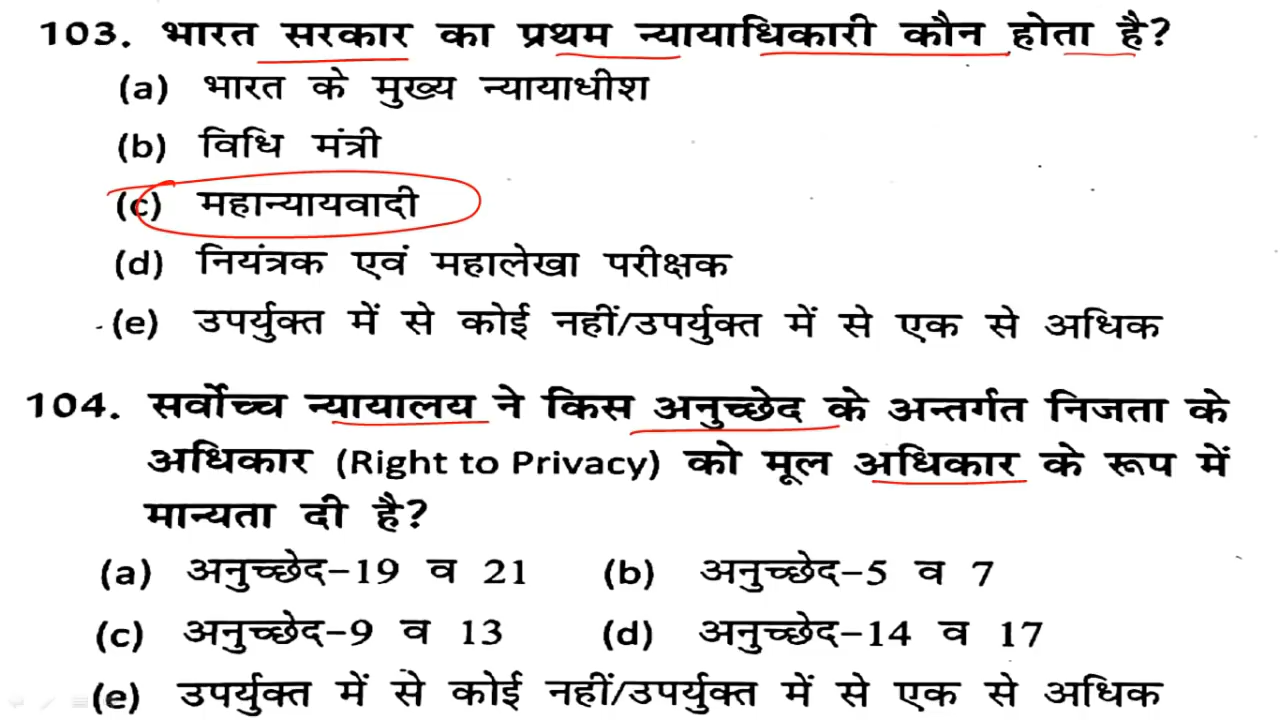 103. भारत सरकार का प्रथम न्यायाधिकारी कौन होता है?
(a) भारत के मुख्य न्यायाधीश
(b) विधि मंत्री
(c) महान्यायवादी
(d) नियंत्रक एवं महालेखा परीक्षक
(e) उपर्युक्त में से कोई नहीं/उपर्युक्त में से एक से अधिक
104. सर्वोच्च न्यायालय ने किस अनुच्छेद के अन्तर्गत निजता के
अधिकार (Right to Privacy) को मूल अधिकार के रूप में
मान्यता दी है?
(a) अनुच्छेद-19 व 21 (b) अनुच्छेद-5 व 7
(c) अनुच्छेद-9 व 13 (d) अनुच्छेद-14 व 17
(e) उपर्युक्त में से कोई नहीं/उपर्युक्त में से एक से अधिक